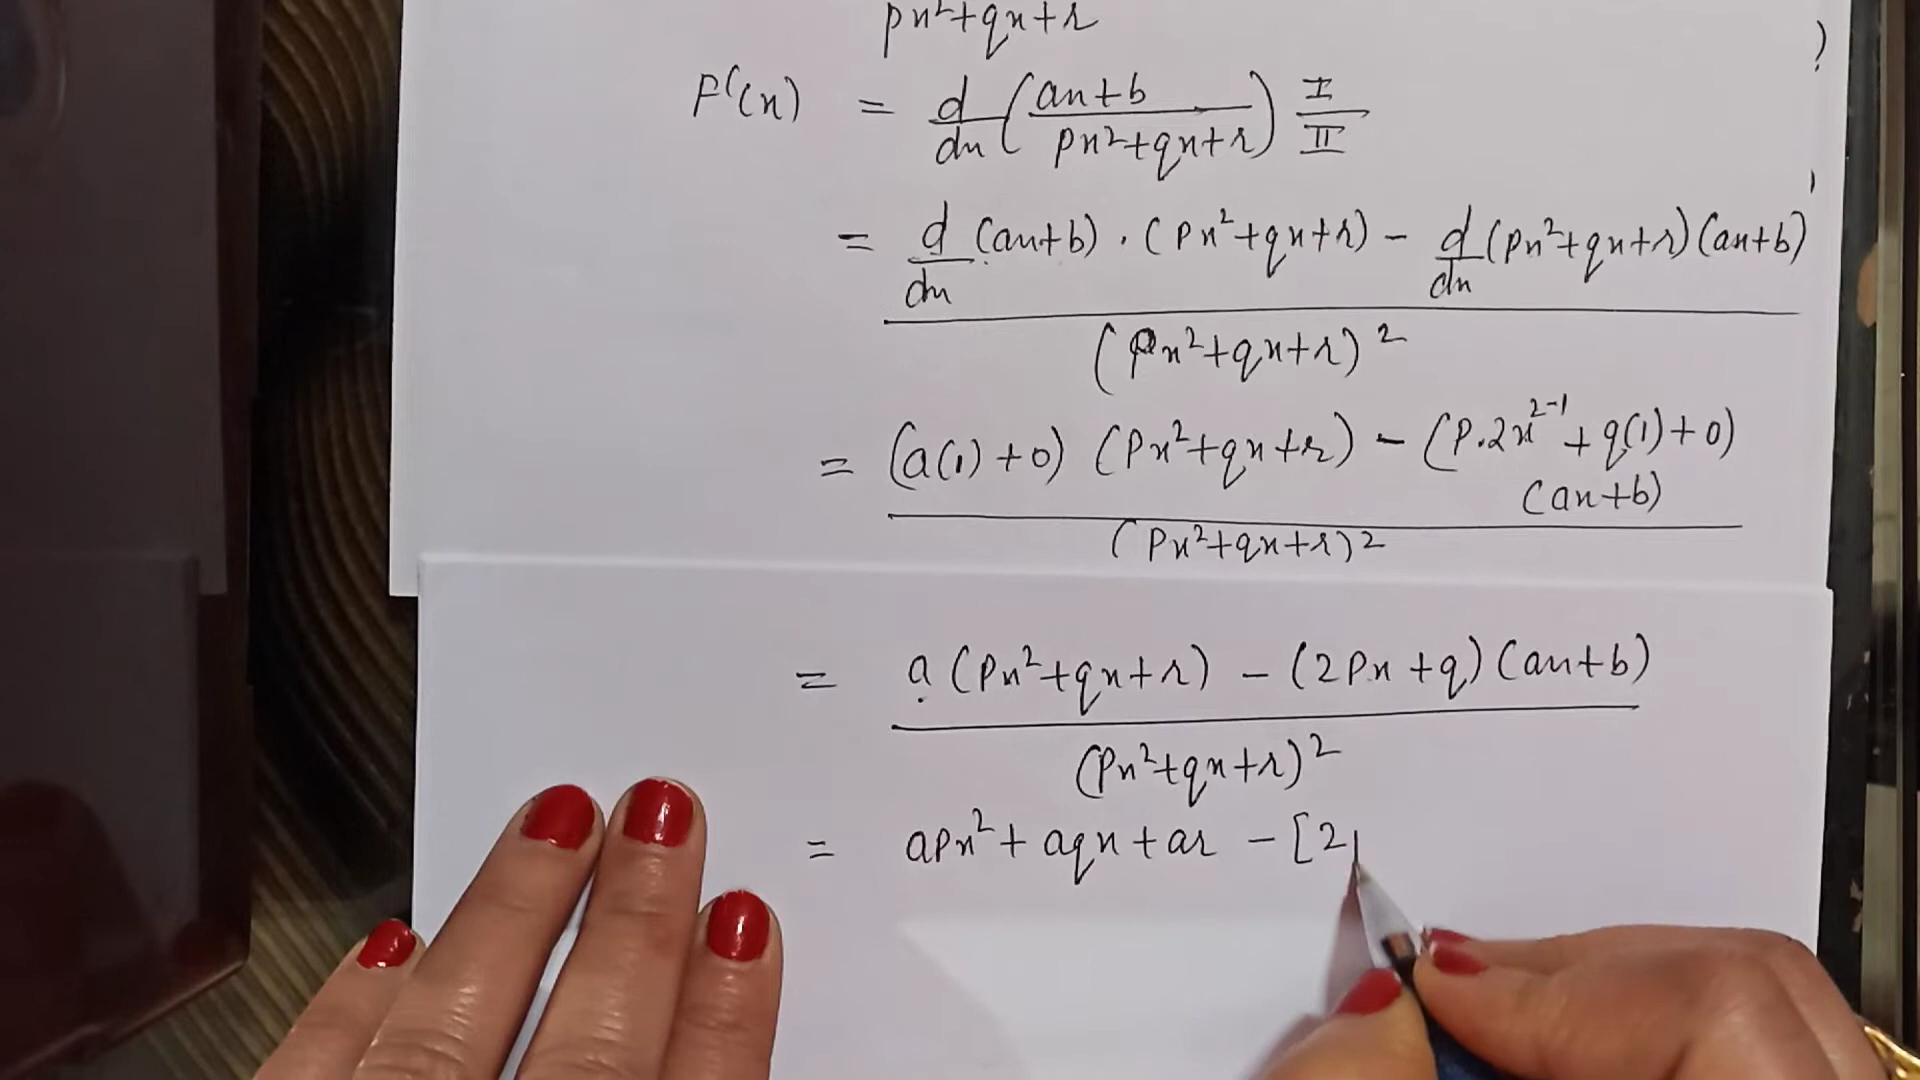 px²+qx+r
F'(x) = d/dx (ax+b / px²+qx+r) I/II
= d/dx (ax+b) . (px²+qx+r) - d/dx (px²+qx+r)(ax+b)
(px²+qx+r)²
= (a(1)+0) (px²+qx+r) - (p.2x²⁻¹ + q(1)+0)
(ax+b)
(px²+qx+r)²
= a(px²+qx+r) - (2px+q)(ax+b)
(px²+qx+r)²
= apx² + aqx + ar - [2